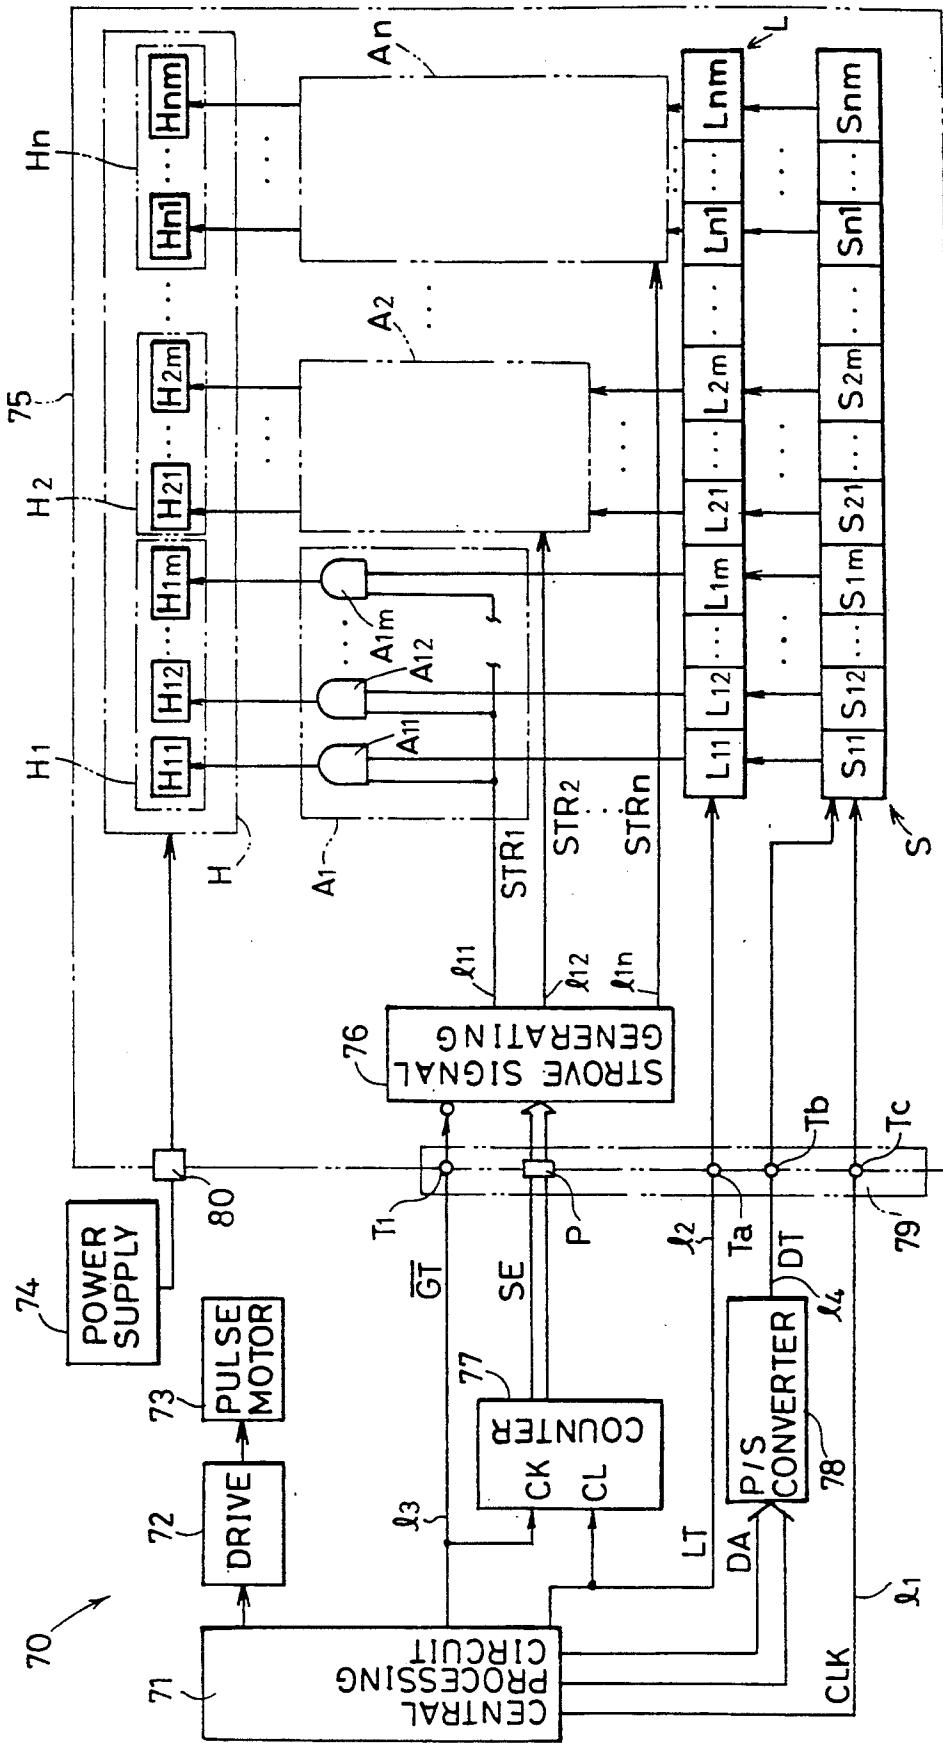 70
71
CENTRAL
PROCESSING
CIRCUIT
72
DRIVE
73
PULSE
MOTOR
74
POWER
SUPPLY
80
75
H
H1
H11
H12
...
H1m
H2
H21
...
H2m
...
Hn
Hn1
...
Hnm
A1
A11
A12
...
A1m
A2
...
...
An
...
ℓ3
G̅T̅
T1
77
COUNTER
CK
CL
SE
P
76
STROVE SIGNAL
GENERATING
ℓ11
STR1
ℓ12
STR2
...
ℓ1n
STRn
LT
ℓ2
Ta
L
L11
L12
...
L1m
L21
...
L2m
...
Ln1
...
Lnm
DA
P/S
CONVERTER
78
DT
ℓ4
Tb
CLK
ℓ1
79
Tc
S
S11
S12
...
S1m
S21
...
S2m
...
Sn1
...
Snm